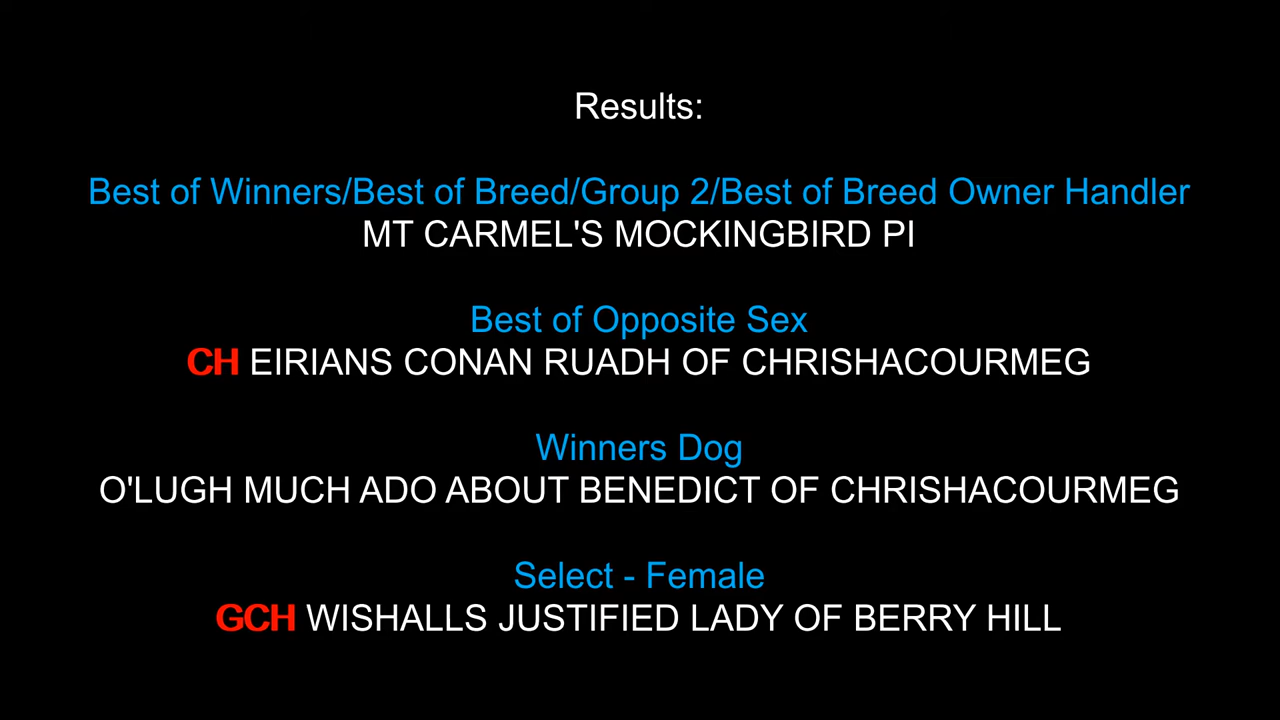 Results:
Best of Winners/Best of Breed/Group 2/Best of Breed Owner Handler
MT CARMEL'S MOCKINGBIRD PI
Best of Opposite Sex
CH EIRIANS CONAN RUADH OF CHRISHACOURMEG
Winners Dog
O'LUGH MUCH ADO ABOUT BENEDICT OF CHRISHACOURMEG
Select - Female
GCH WISHALLS JUSTIFIED LADY OF BERRY HILL